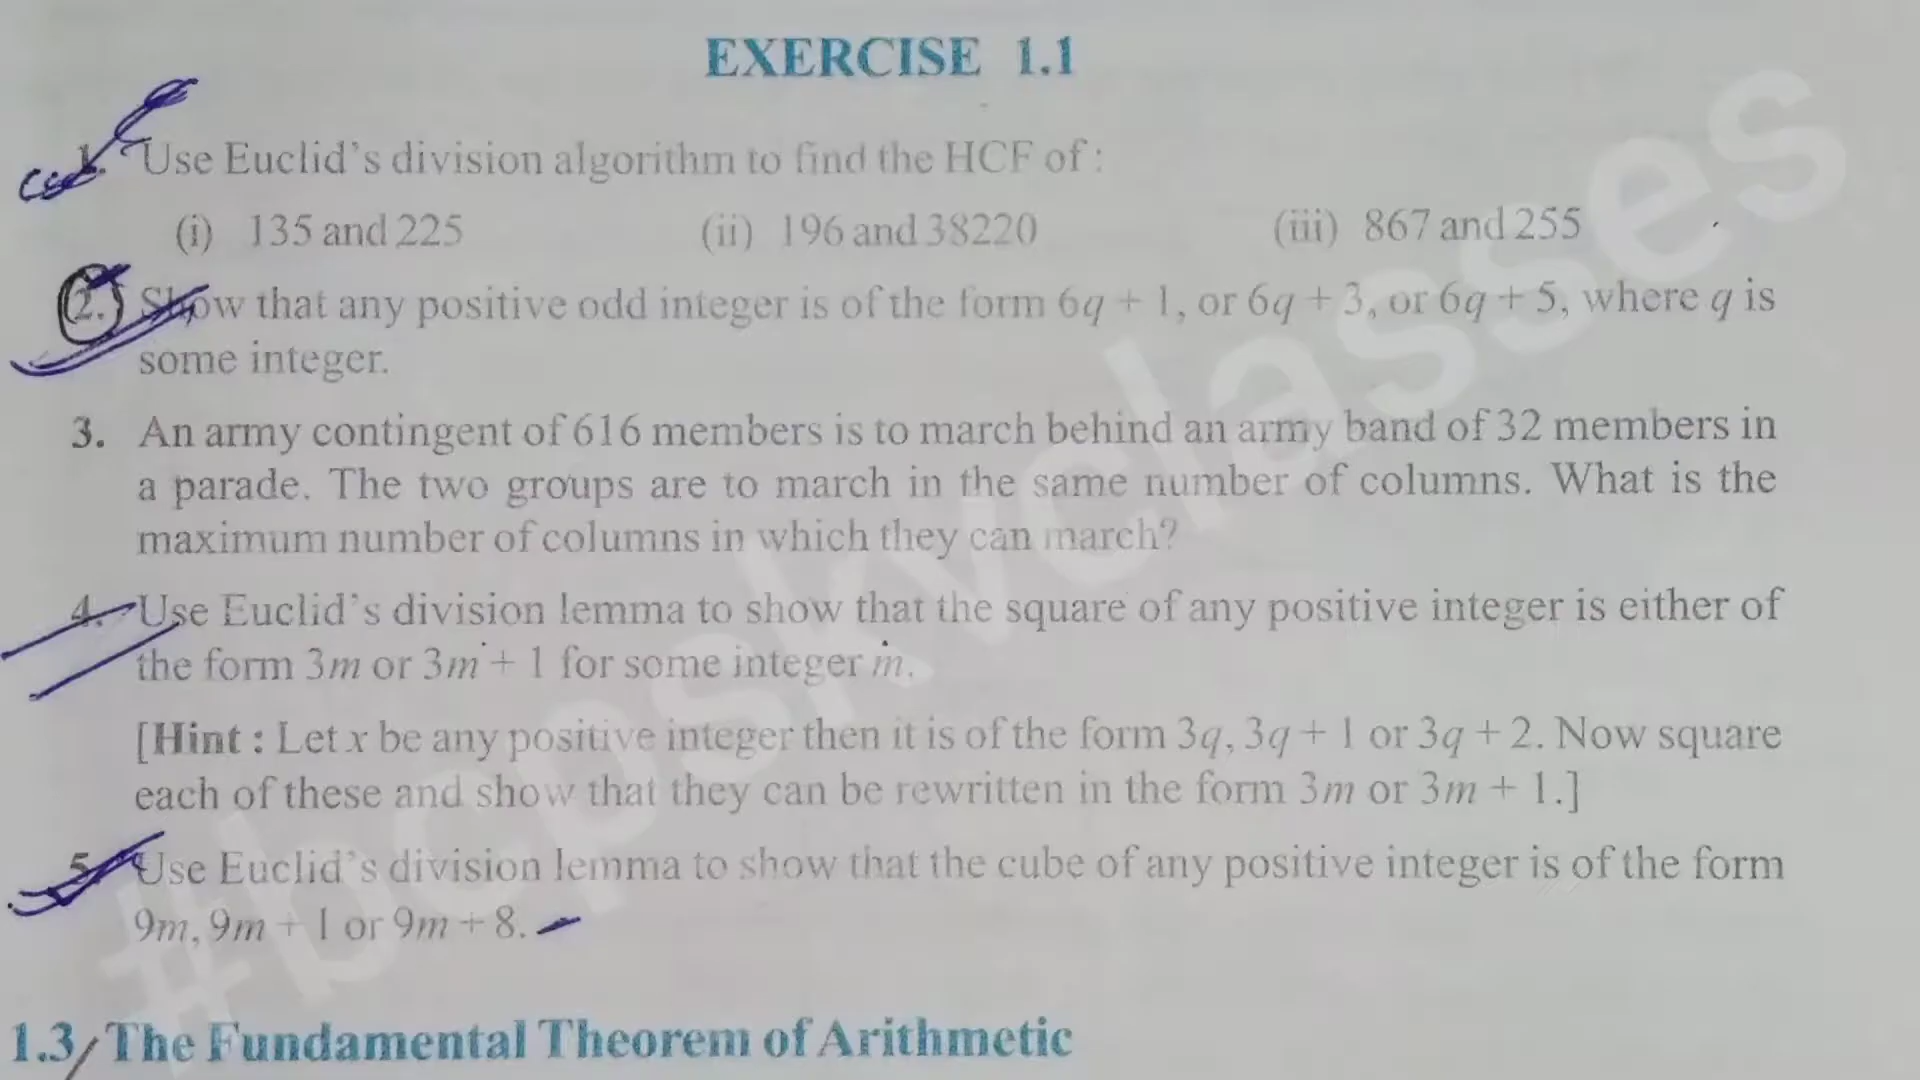 EXERCISE 1.1
1. Use Euclid's division algorithm to find the HCF of :
(i) 135 and 225 (ii) 196 and 38220 (iii) 867 and 255
2. Show that any positive odd integer is of the form 6q + 1, or 6q + 3, or 6q + 5, where q is
some integer.
3. An army contingent of 616 members is to march behind an army band of 32 members in
a parade. The two groups are to march in the same number of columns. What is the
maximum number of columns in which they can march?
4. Use Euclid's division lemma to show that the square of any positive integer is either of
the form 3m or 3m + 1 for some integer m.
[Hint : Let x be any positive integer then it is of the form 3q, 3q + 1 or 3q + 2. Now square
each of these and show that they can be rewritten in the form 3m or 3m + 1.]
5. Use Euclid's division lemma to show that the cube of any positive integer is of the form
9m, 9m + 1 or 9m + 8.
1.3 The Fundamental Theorem of Arithmetic
#bcpskvclasses